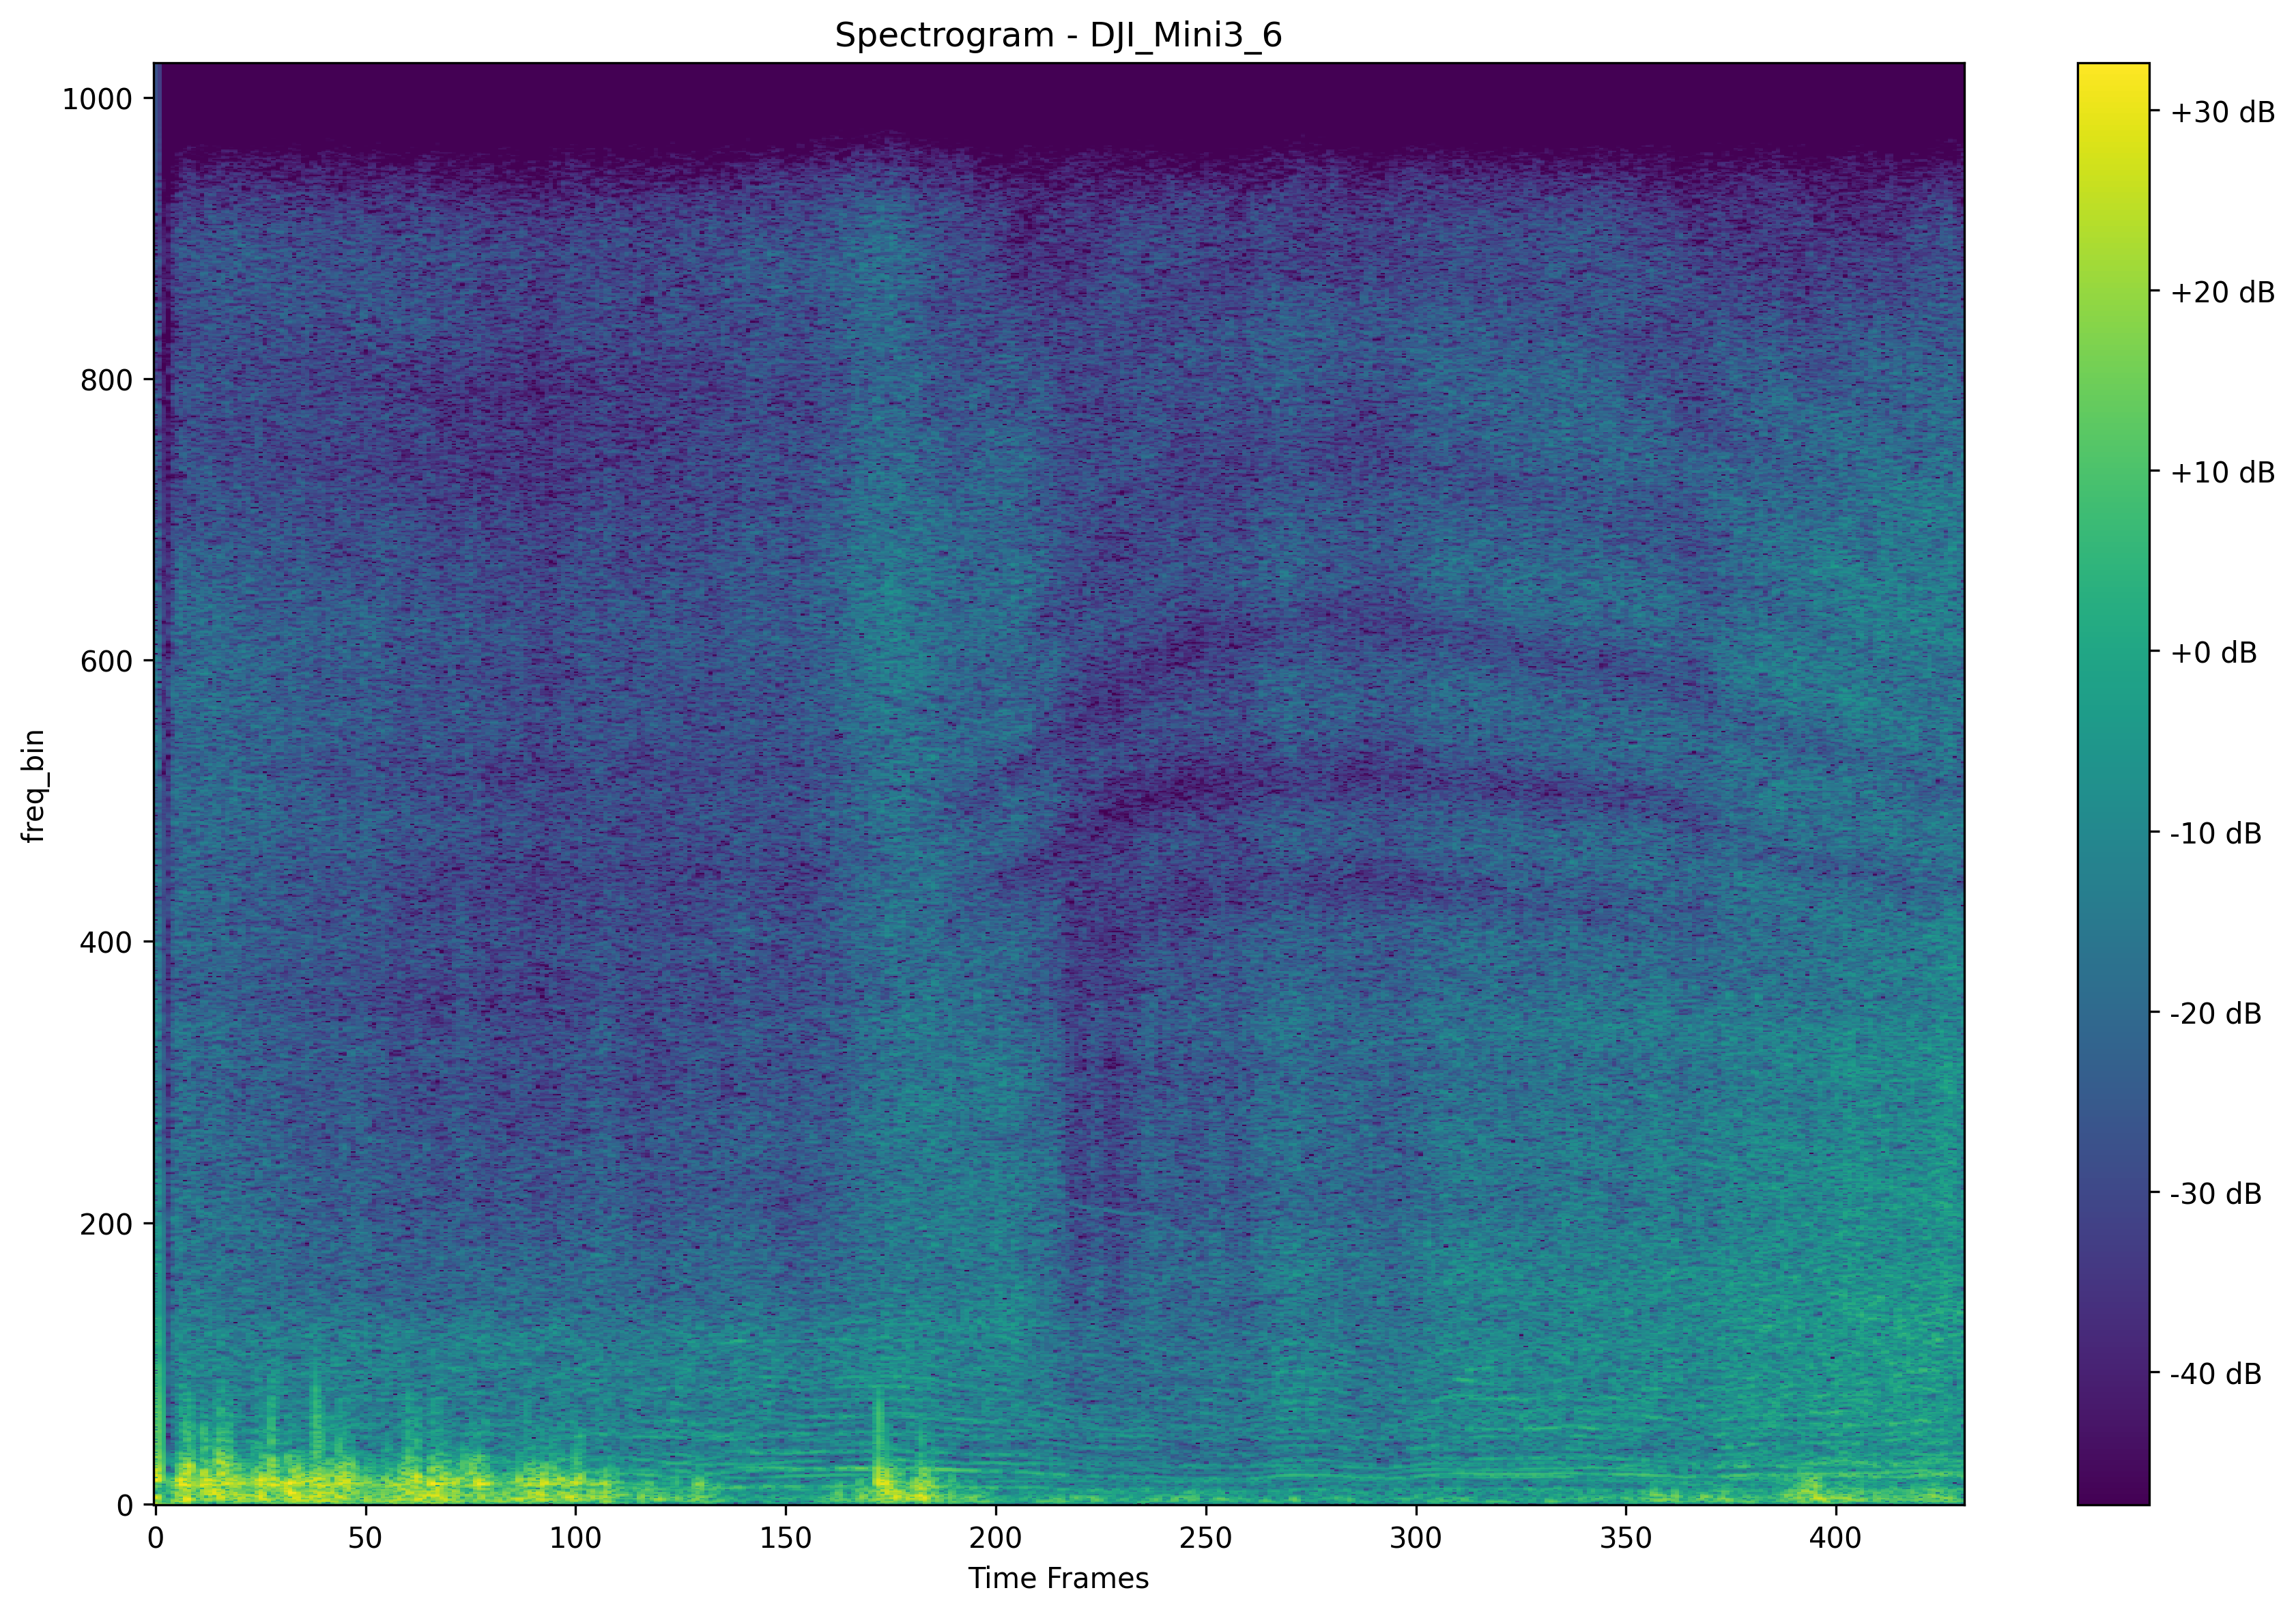 Spectrogram - DJI_Mini3_6
1000
800
600
400
200
0
freq_bin
0 50 100 150 200 250 300 350 400
Time Frames
+30 dB
+20 dB
+10 dB
+0 dB
-10 dB
-20 dB
-30 dB
-40 dB